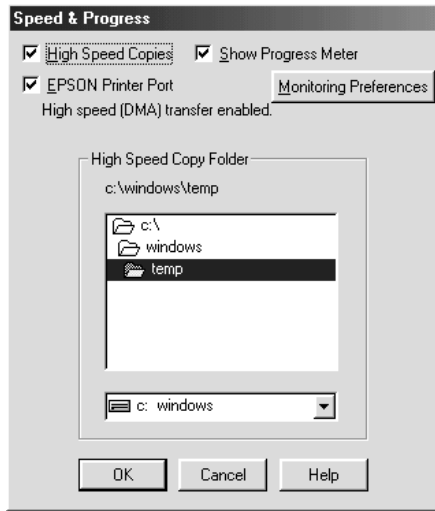 Speed & Progress
High Speed Copies Show Progress Meter
EPSON Printer Port Monitoring Preferences
High speed (DMA) transfer enabled.
High Speed Copy Folder
c:\windows\temp
c:\
windows
temp
c: windows
OK Cancel Help